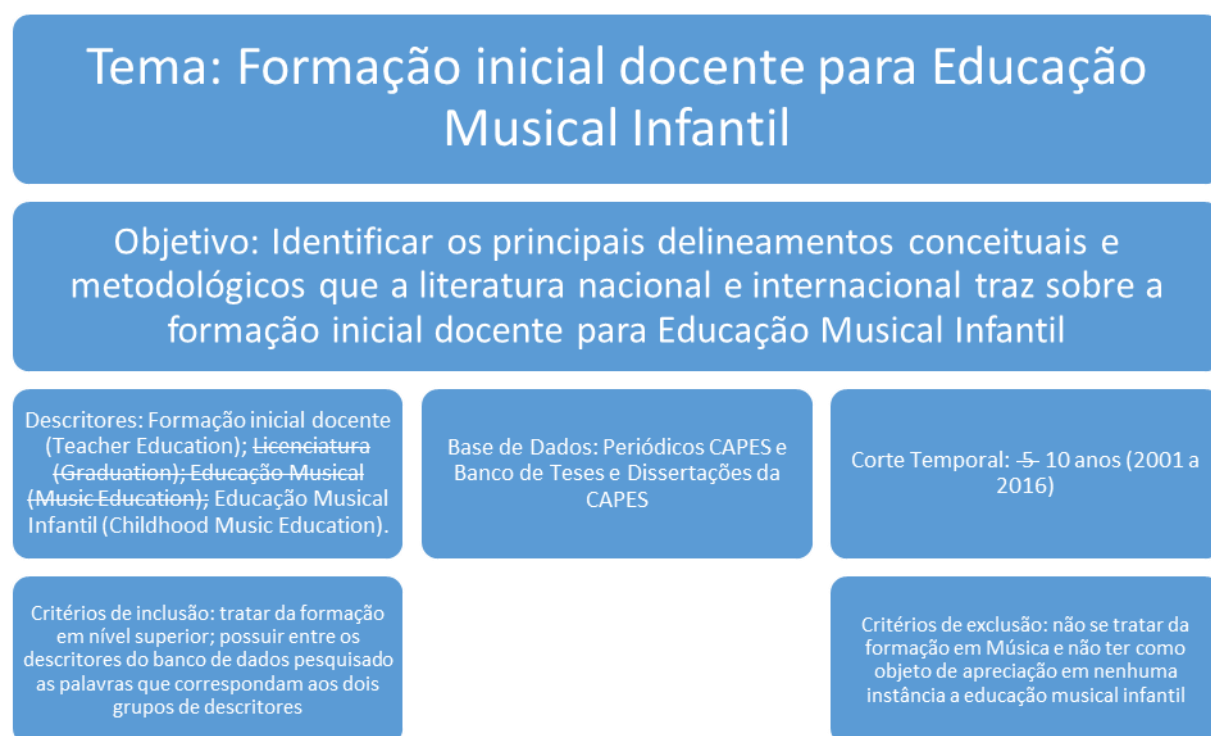 Tema: Formação inicial docente para Educação
Musical Infantil
Objetivo: Identificar os principais delineamentos conceituais e
metodológicos que a literatura nacional e internacional traz sobre a
formação inicial docente para Educação Musical Infantil
Descritores: Formação inicial docente
(Teacher Education); Licenciatura
(Graduation); Educação Musical
(Music Education); Educação Musical
Infantil (Childhood Music Education).
Base de Dados: Periódicos CAPES e
Banco de Teses e Dissertações da
CAPES
Corte Temporal: 5 10 anos (2001 a
2016)
Critérios de inclusão: tratar da formação
em nível superior; possuir entre os
descritores do banco de dados pesquisado
as palavras que correspondam aos dois
grupos de descritores
Critérios de exclusão: não se tratar da
formação em Música e não ter como
objeto de apreciação em nenhuma
instância a educação musical infantil